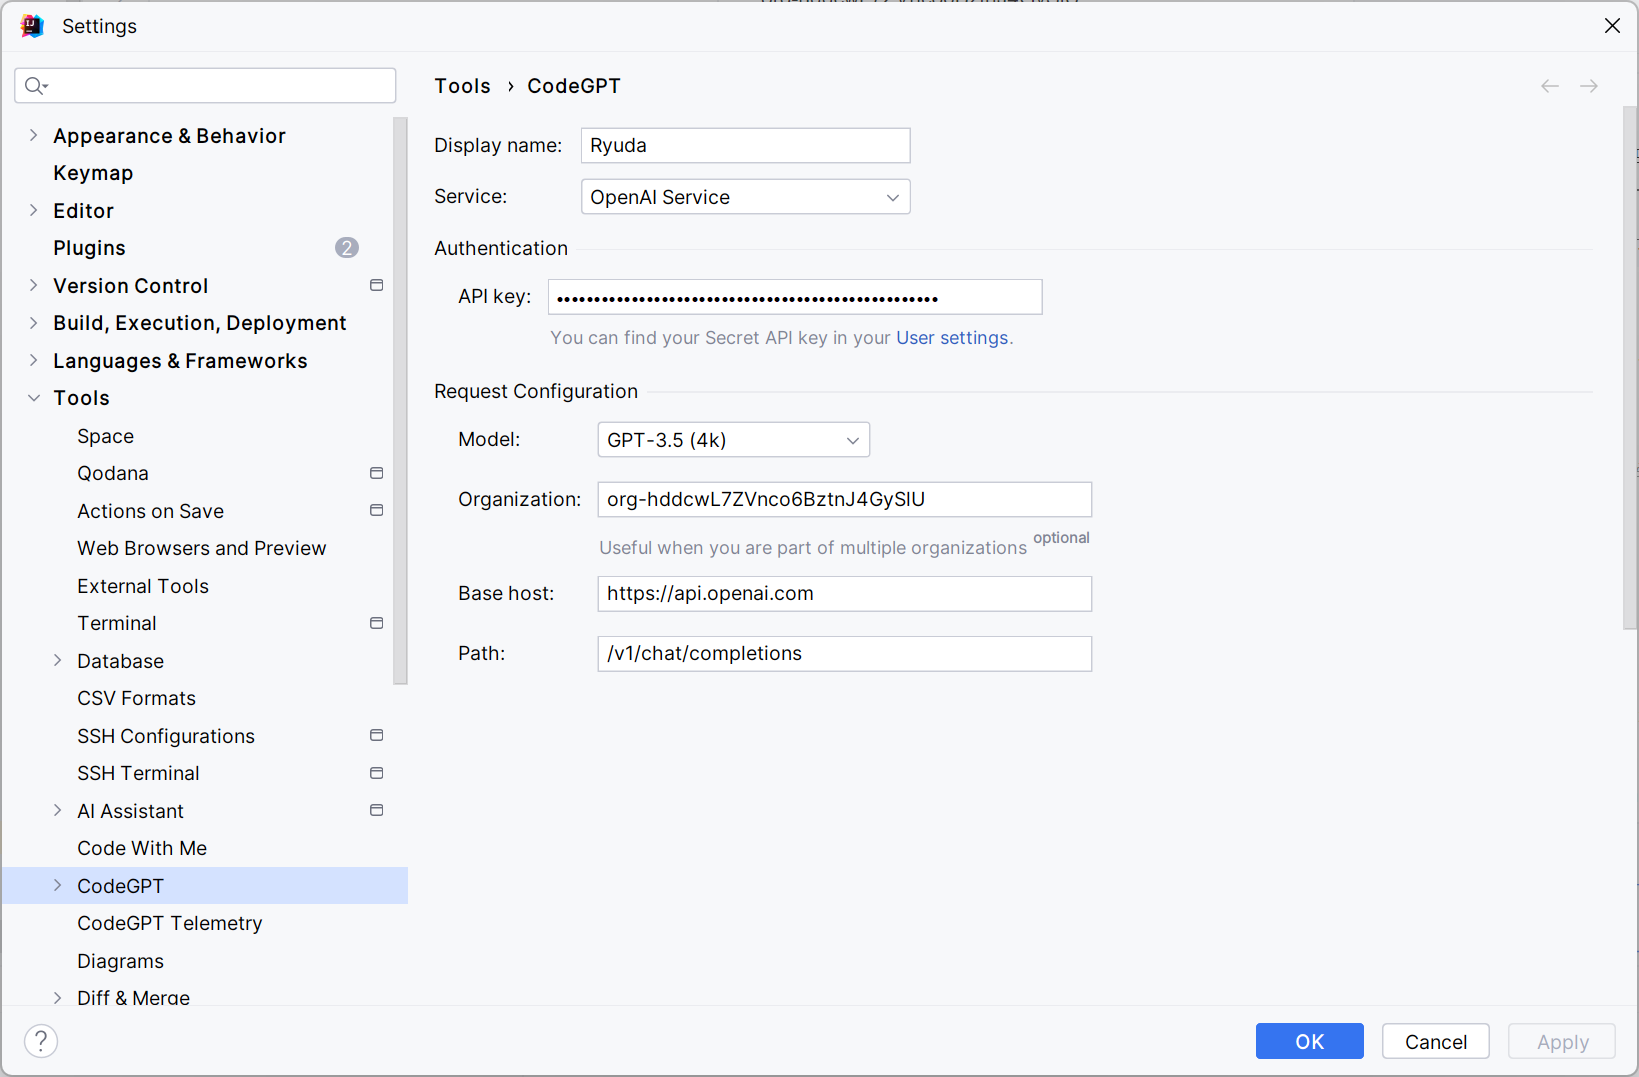 Settings
Tools › CodeGPT
Appearance & Behavior
Keymap
Editor
Plugins 2
Version Control
Build, Execution, Deployment
Languages & Frameworks
Tools
Space
Qodana
Actions on Save
Web Browsers and Preview
External Tools
Terminal
Database
CSV Formats
SSH Configurations
SSH Terminal
AI Assistant
Code With Me
CodeGPT
CodeGPT Telemetry
Diagrams
Diff & Merge
Display name: Ryuda
Service: OpenAI Service
Authentication
API key: ••••••••••••••••••••••••••••••••••••••••••••••••••• 
You can find your Secret API key in your User settings.
Request Configuration
Model: GPT-3.5 (4k)
Organization: org-hddcwL7ZVnco6BztnJ4GySlU
Useful when you are part of multiple organizations optional
Base host: https://api.openai.com
Path: /v1/chat/completions
?
OK
Cancel
Apply